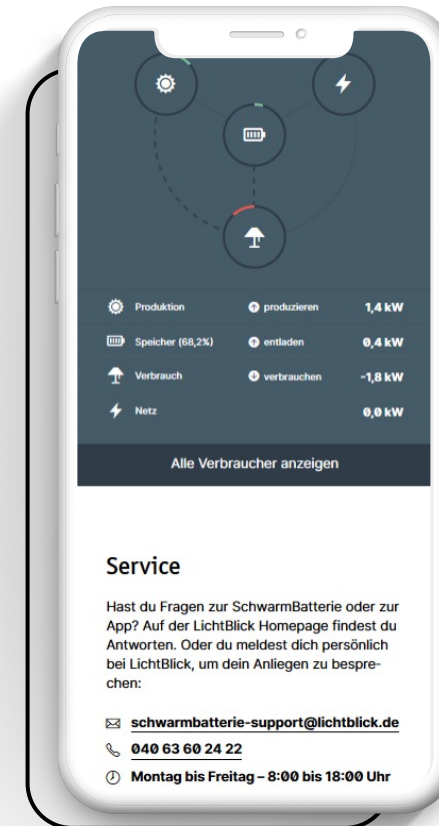 Produktion produzieren 1,4 kW
Speicher (68,2%) entladen 0,4 kW
Verbrauch verbrauchen -1,8 kW
Netz 0,0 kW
Alle Verbraucher anzeigen
Service
Hast du Fragen zur SchwarmBatterie oder zur
App? Auf der LichtBlick Homepage findest du
Antworten. Oder du meldest dich persönlich
bei LichtBlick, um dein Anliegen zu bespre-
chen:
schwarmbatterie-support@lichtblick.de
040 63 60 24 22
Montag bis Freitag – 8:00 bis 18:00 Uhr